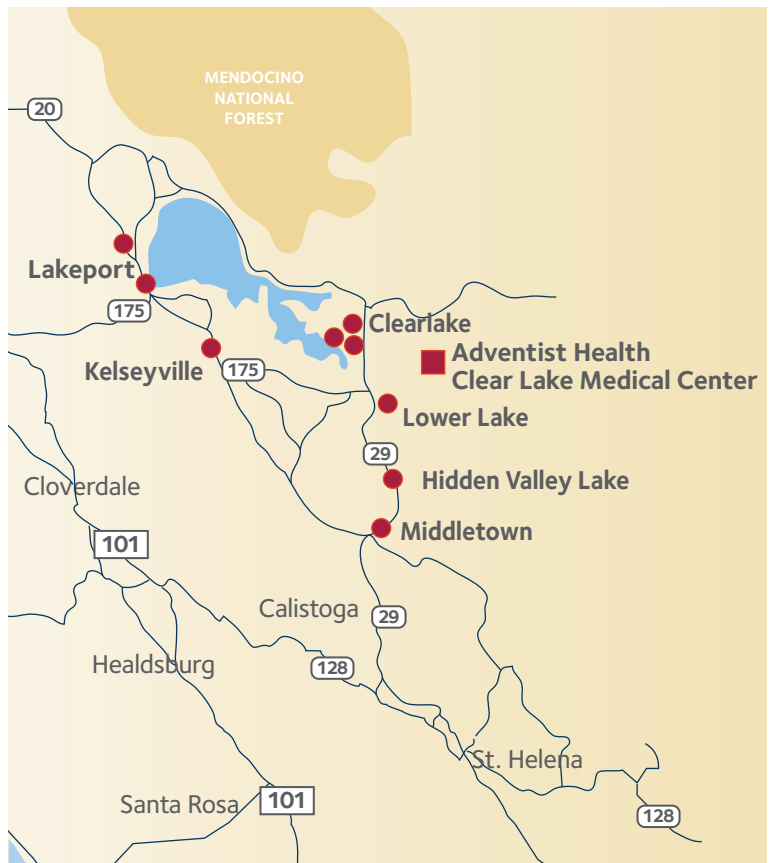 MENDOCINO
NATIONAL
FOREST
20
Lakeport
175
Clearlake
Adventist Health
Clear Lake Medical Center
Kelseyville
175
Lower Lake
29
Hidden Valley Lake
Cloverdale
Middletown
101
Calistoga
29
Healdsburg
128
St. Helena
Santa Rosa
101
128